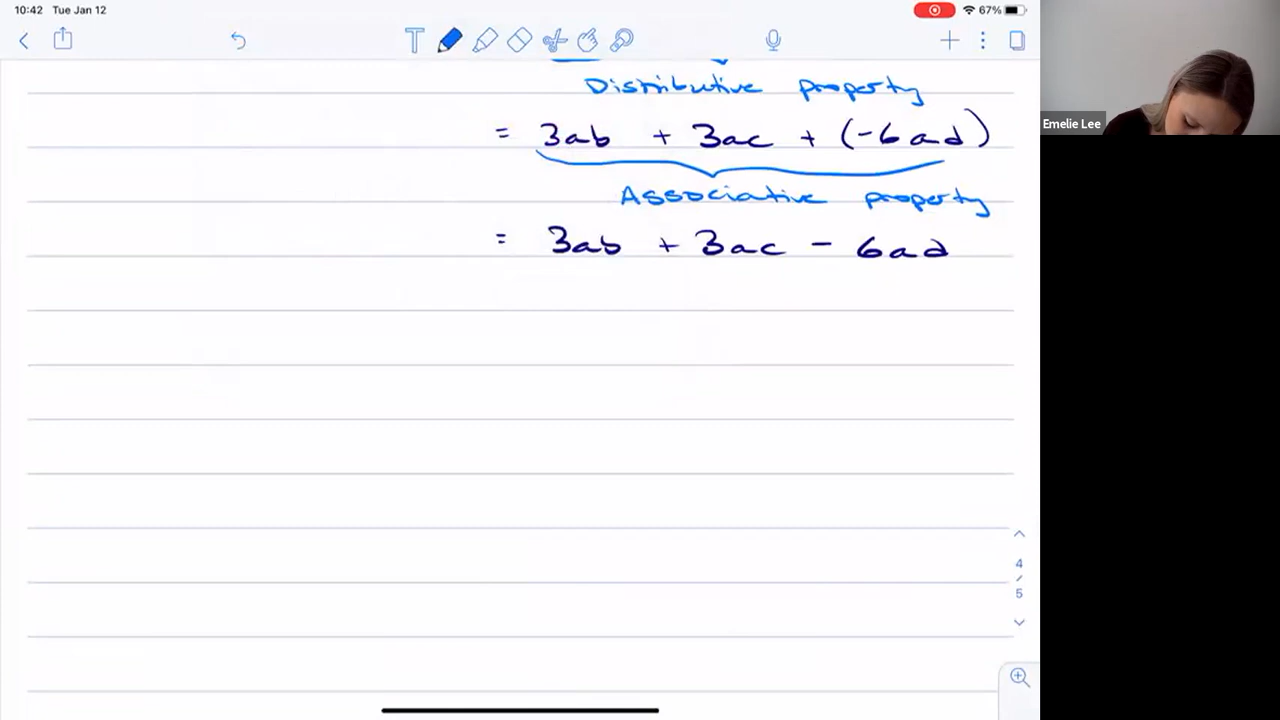 10:42 Tue Jan 12 67%
T
Emelie Lee
Distributive property
= 3ab + 3ac + (-6ad)
Associative property
= 3ab + 3ac - 6ad
4
/
5